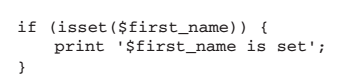 if (isset($first_name)) {
    print '$first_name is set';
}